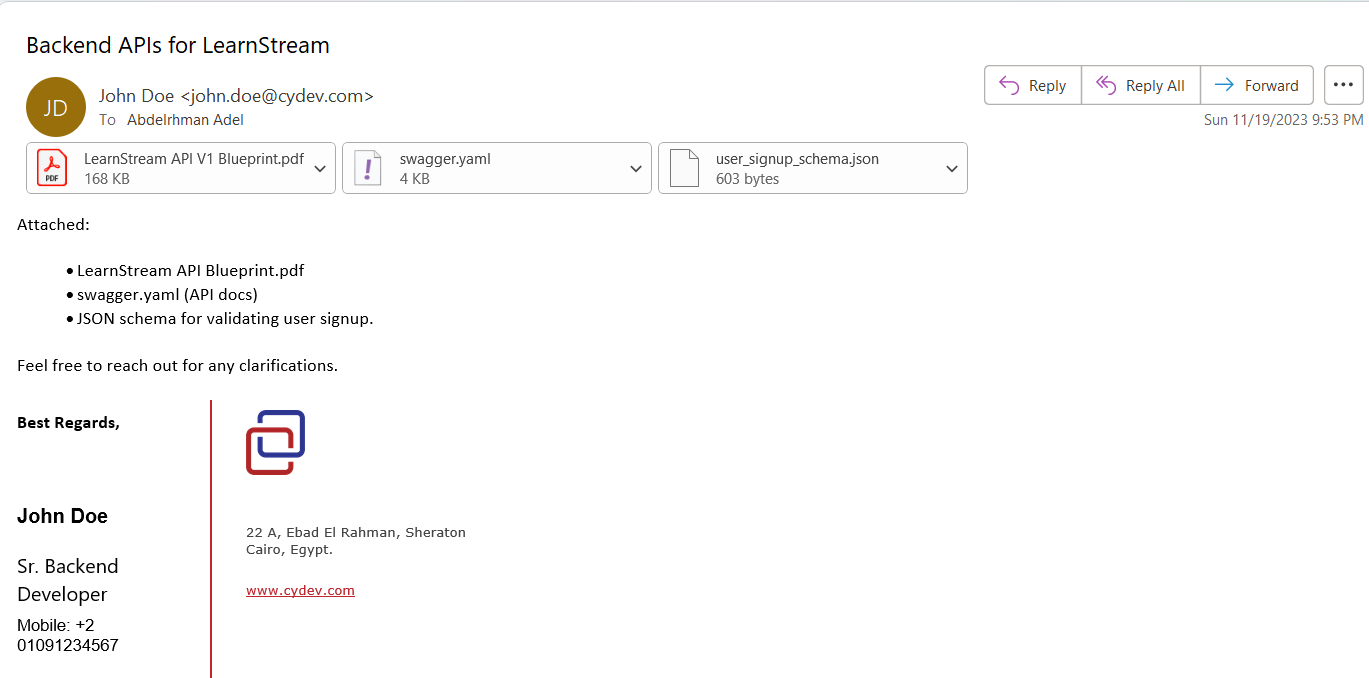 Backend APIs for LearnStream
JD
John Doe <john.doe@cydev.com>
To Abdelrhman Adel
Reply
Reply All
Forward
Sun 11/19/2023 9:53 PM
PDF
LearnStream API V1 Blueprint.pdf
168 KB
swagger.yaml
4 KB
user_signup_schema.json
603 bytes
Attached:
• LearnStream API Blueprint.pdf
• swagger.yaml (API docs)
• JSON schema for validating user signup.
Feel free to reach out for any clarifications.
Best Regards,
John Doe
Sr. Backend
Developer
Mobile: +2
01091234567
22 A, Ebad El Rahman, Sheraton
Cairo, Egypt.
www.cydev.com